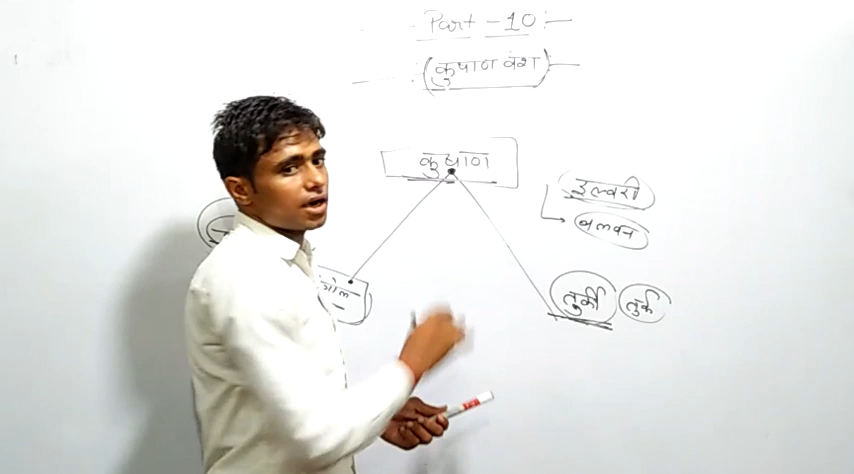 Part - 10 :-
(कुषाण वंश)
कुषाण
इल्बरी
बलबन
तुर्की तुर्क